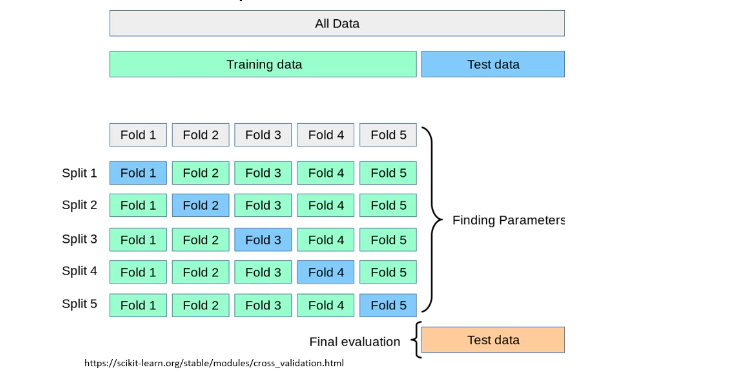 All Data
Training data Test data
Fold 1 Fold 2 Fold 3 Fold 4 Fold 5
Split 1 Fold 1 Fold 2 Fold 3 Fold 4 Fold 5
Split 2 Fold 1 Fold 2 Fold 3 Fold 4 Fold 5
Finding Parameters
Split 3 Fold 1 Fold 2 Fold 3 Fold 4 Fold 5
Split 4 Fold 1 Fold 2 Fold 3 Fold 4 Fold 5
Split 5 Fold 1 Fold 2 Fold 3 Fold 4 Fold 5
Final evaluation Test data
https://scikit-learn.org/stable/modules/cross_validation.html